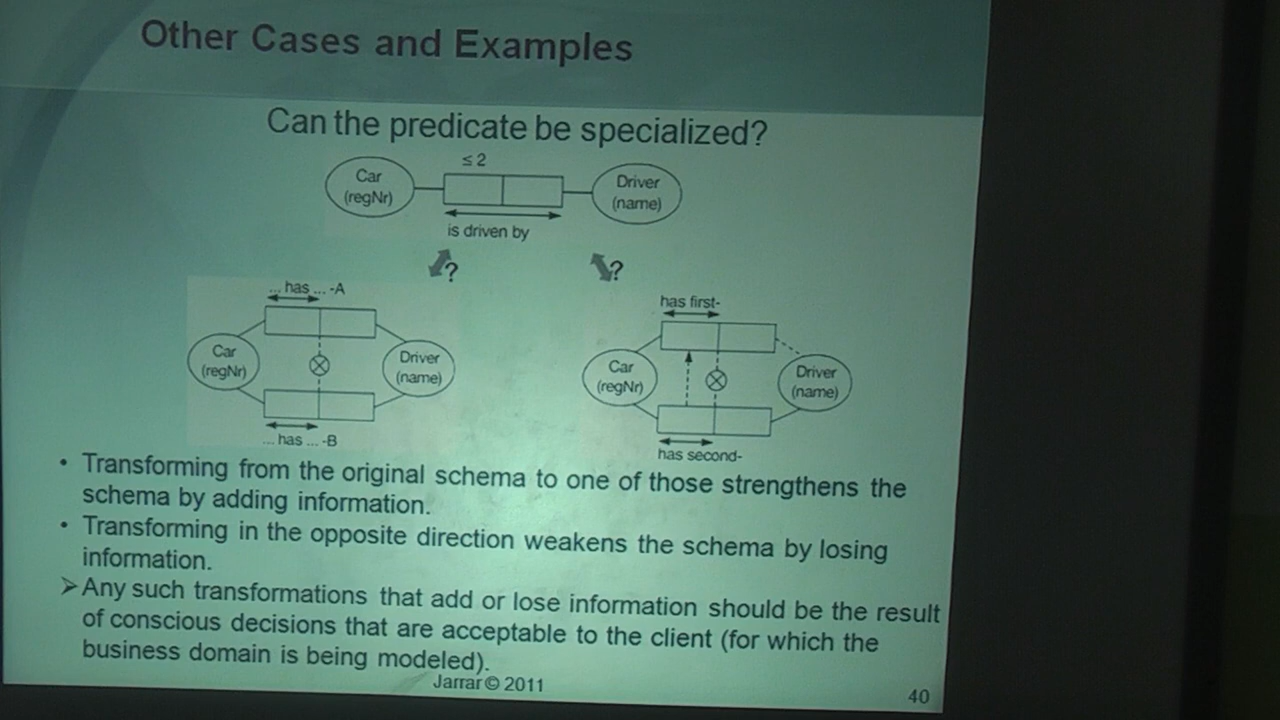 Other Cases and Examples
Can the predicate be specialized?
≤ 2
Car
(regNr)
Driver
(name)
is driven by
?
?
... has ... -A
Car
(regNr)
Driver
(name)
... has ... -B
has first-
Car
(regNr)
Driver
(name)
has second-
• Transforming from the original schema to one of those strengthens the
schema by adding information.
• Transforming in the opposite direction weakens the schema by losing
information.
➢ Any such transformations that add or lose information should be the result
of conscious decisions that are acceptable to the client (for which the
business domain is being modeled).
Jarrar © 2011
40